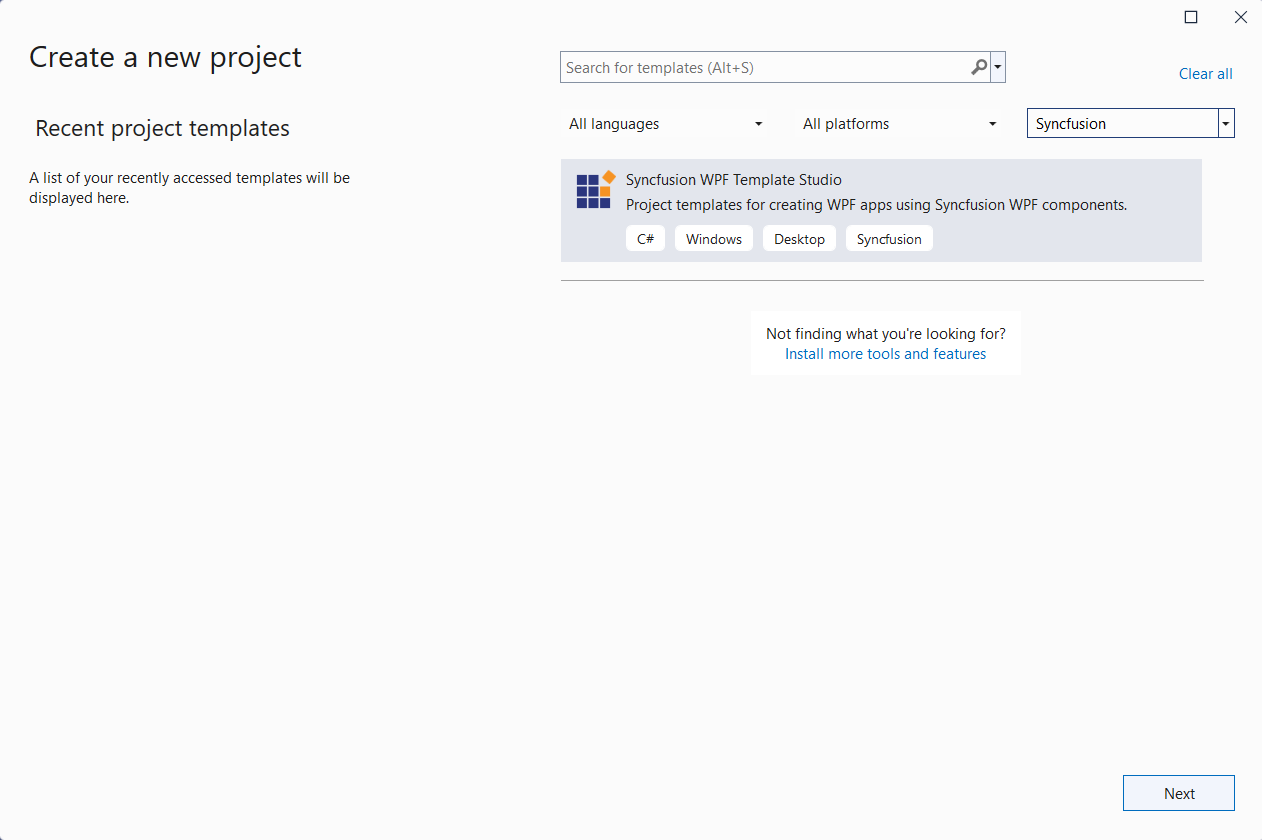 Create a new project
Search for templates (Alt+S)
Clear all
Recent project templates
All languages
All platforms
Syncfusion
A list of your recently accessed templates will be
displayed here.
Syncfusion WPF Template Studio
Project templates for creating WPF apps using Syncfusion WPF components.
C#
Windows
Desktop
Syncfusion
Not finding what you're looking for?
Install more tools and features
Next